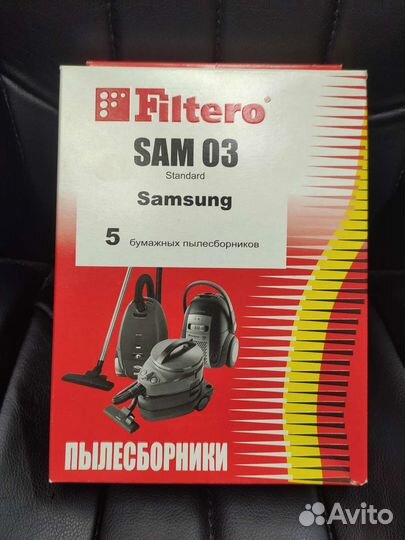 Filtero®
SAM 03
Standard
Samsung
5 бумажных пылесборников
ПЫЛЕСБОРНИКИ
Avito